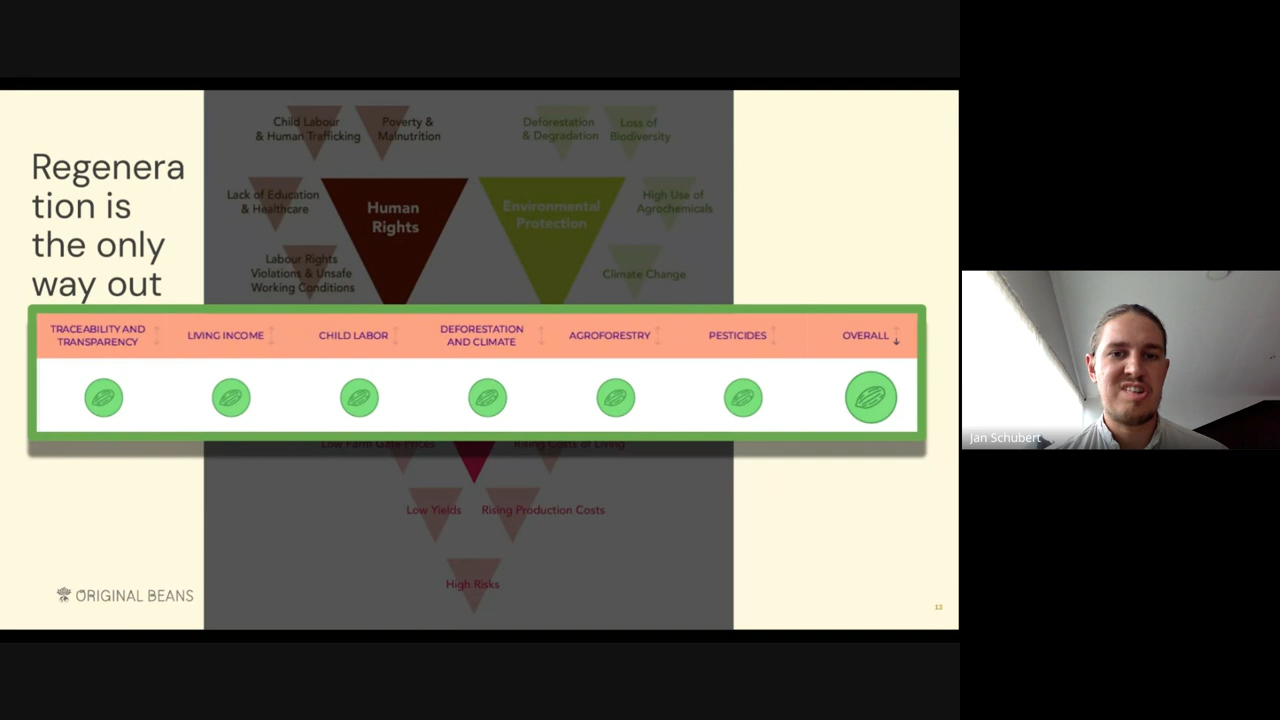 Regenera
tion is
the only
way out
Child Labour
& Human Trafficking
Poverty &
Malnutrition
Deforestation
& Degradation
Loss of
Biodiversity
Lack of Education
& Healthcare
Human
Rights
Environmental
Protection
High Use of
Agrochemicals
Labour Rights
Violations & Unsafe
Working Conditions
Climate Change
TRACEABILITY AND
TRANSPARENCY
LIVING INCOME
CHILD LABOR
DEFORESTATION
AND CLIMATE
AGROFORESTRY
PESTICIDES
OVERALL
Low Farm Gate Prices
Rising Costs of Living
Low Yields
Rising Production Costs
High Risks
ORIGINAL BEANS
13
Jan Schubert